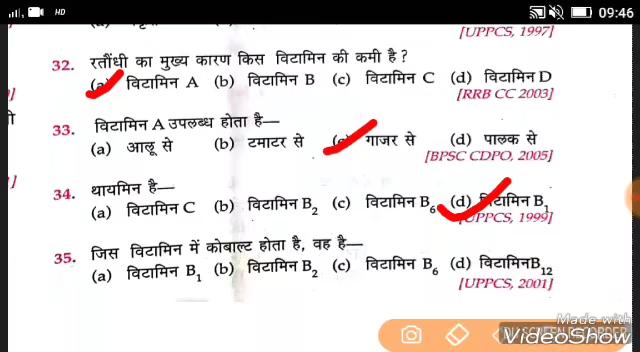 HD 09:46
[UPPCS, 1997]
32. रतौंधी का मुख्य कारण किस विटामिन की कमी है?
(a) विटामिन A (b) विटामिन B (c) विटामिन C (d) विटामिन D
[RRB CC 2003]
33. विटामिन A उपलब्ध होता है—
(a) आलू से (b) टमाटर से (c) गाजर से (d) पालक से
[BPSC CDPO, 2005]
34. थायमिन है—
(a) विटामिन C (b) विटामिन B2 (c) विटामिन B6 (d) विटामिन B1
[UPPCS, 1999]
35. जिस विटामिन में कोबाल्ट होता है, वह है—
(a) विटामिन B1 (b) विटामिन B2 (c) विटामिन B6 (d) विटामिनB12
[UPPCS, 2001]
Made with
VideoShow